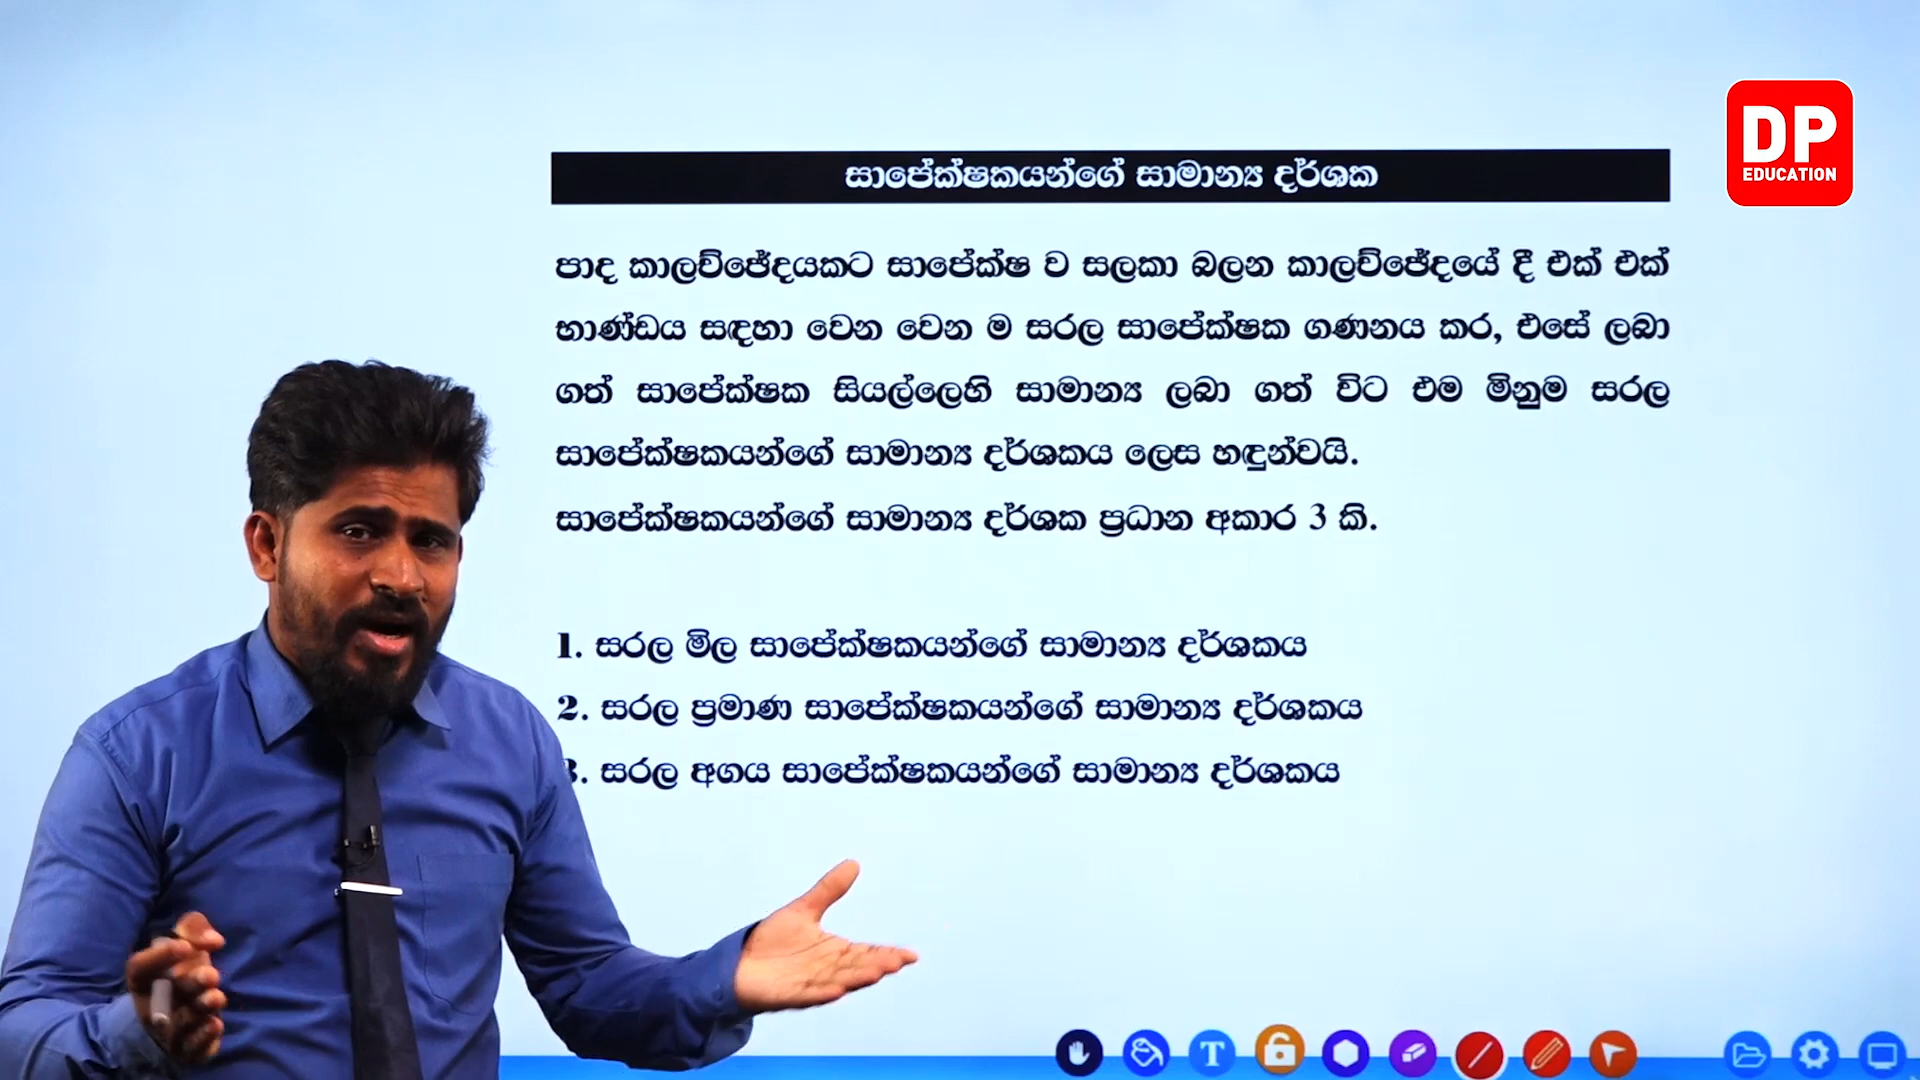 DP
EDUCATION
සාපේක්ෂකයන්ගේ සාමාන්‍ය දර්ශක
පාද කාලච්ඡේදයකට සාපේක්ෂ ව සලකා බලන කාලච්ඡේදයේ දී එක් එක්
භාණ්ඩය සඳහා වෙන වෙන ම සරල සාපේක්ෂක ගණනය කර, එසේ ලබා
ගත් සාපේක්ෂක සියල්ලෙහි සාමාන්‍ය ලබා ගත් විට එම මිනුම සරල
සාපේක්ෂකයන්ගේ සාමාන්‍ය දර්ශකය ලෙස හඳුන්වයි.
සාපේක්ෂකයන්ගේ සාමාන්‍ය දර්ශක ප්‍රධාන අකාර 3 කි.
1. සරල මිල සාපේක්ෂකයන්ගේ සාමාන්‍ය දර්ශකය
2. සරල ප්‍රමාණ සාපේක්ෂකයන්ගේ සාමාන්‍ය දර්ශකය
3. සරල අගය සාපේක්ෂකයන්ගේ සාමාන්‍ය දර්ශකය
T